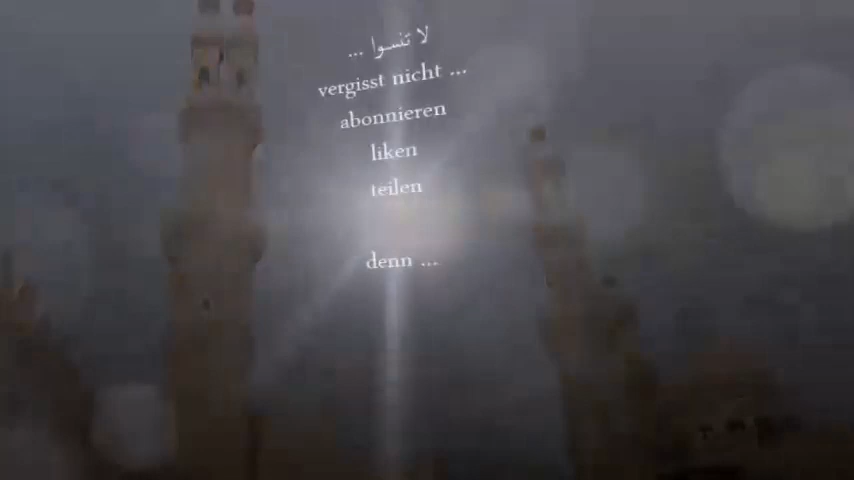 لا تنسوا ...
vergisst nicht ...
abonnieren
liken
teilen
denn ...